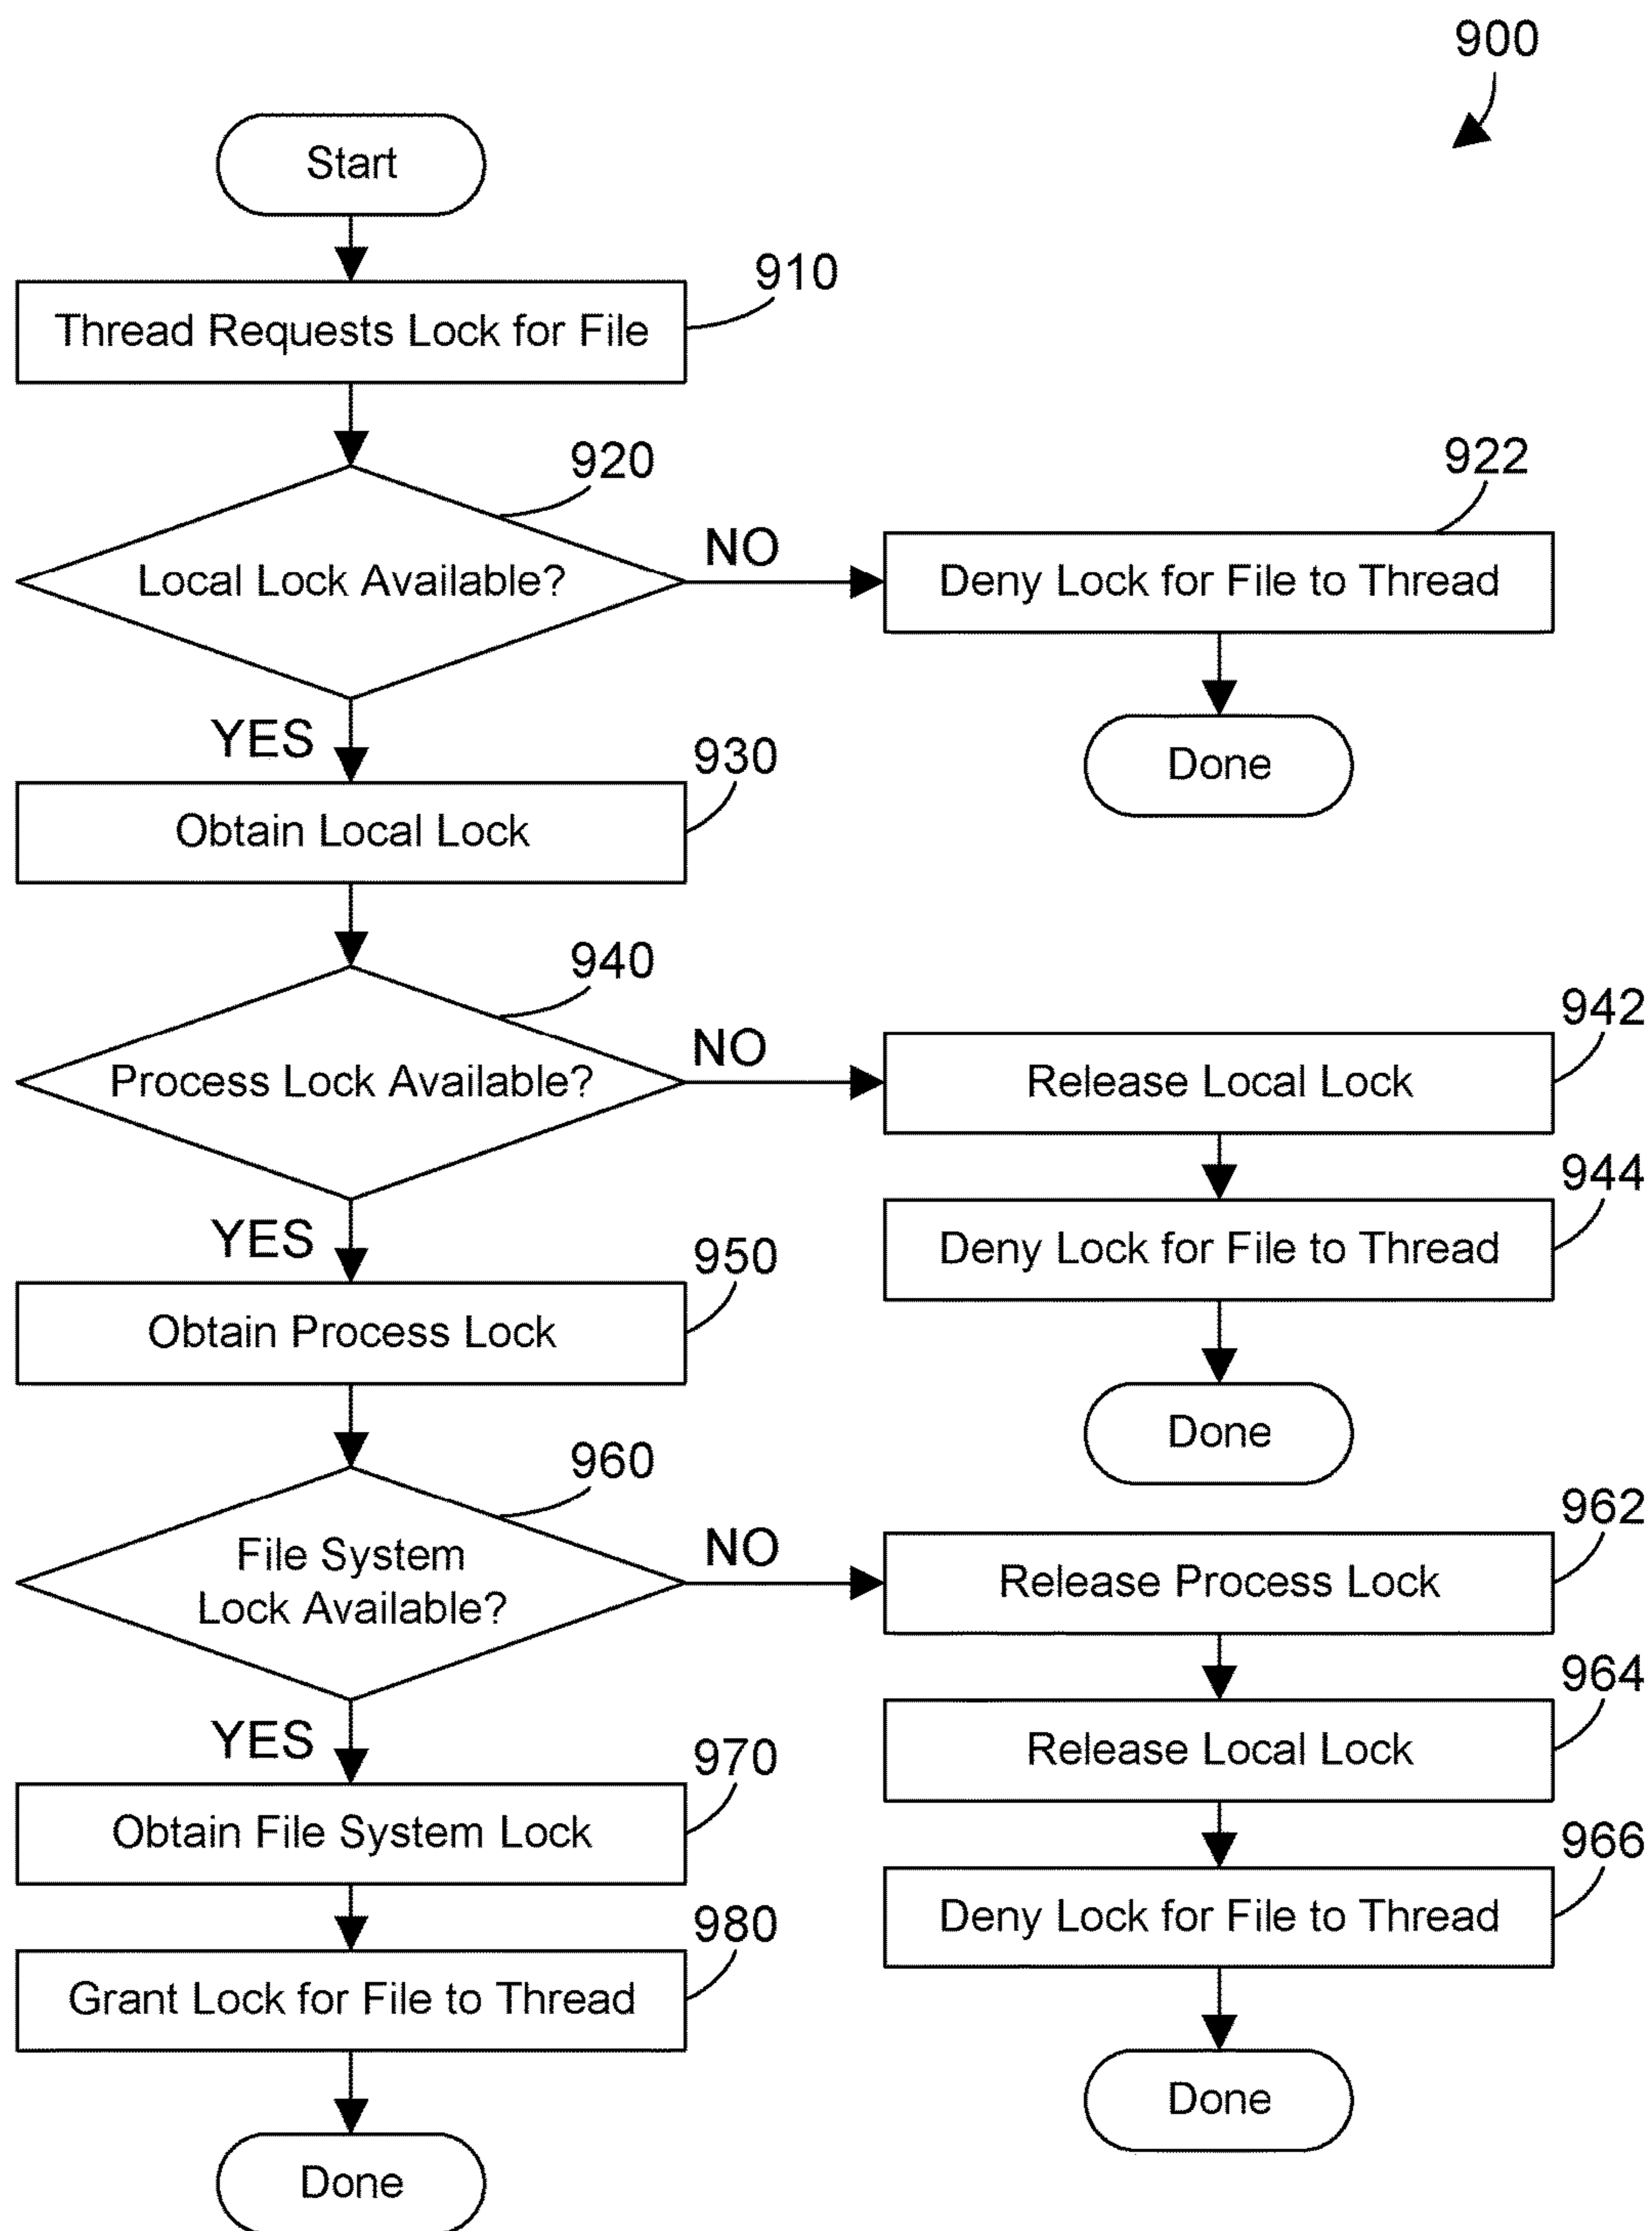 900
Start
910
Thread Requests Lock for File
920
Local Lock Available?
NO
922
Deny Lock for File to Thread
Done
YES
930
Obtain Local Lock
940
Process Lock Available?
NO
942
Release Local Lock
944
Deny Lock for File to Thread
Done
YES
950
Obtain Process Lock
960
File System
Lock Available?
NO
962
Release Process Lock
964
Release Local Lock
966
Deny Lock for File to Thread
Done
YES
970
Obtain File System Lock
980
Grant Lock for File to Thread
Done